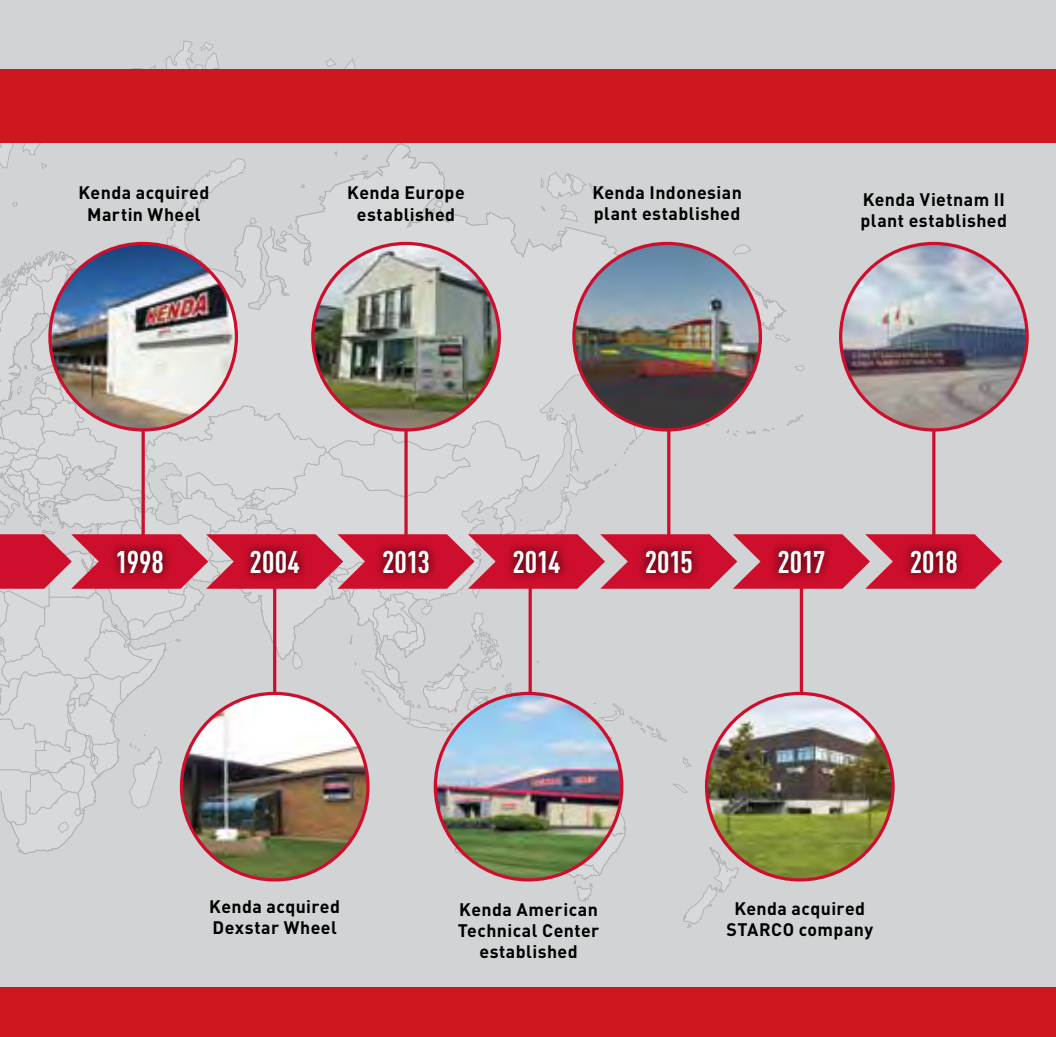 Kenda acquired
Martin Wheel
Kenda Europe
established
Kenda Indonesian
plant established
Kenda Vietnam II
plant established
KENDA
1998
2004
2013
2014
2015
2017
2018
Kenda acquired
Dexstar Wheel
Kenda American
Technical Center
established
Kenda acquired
STARCO company